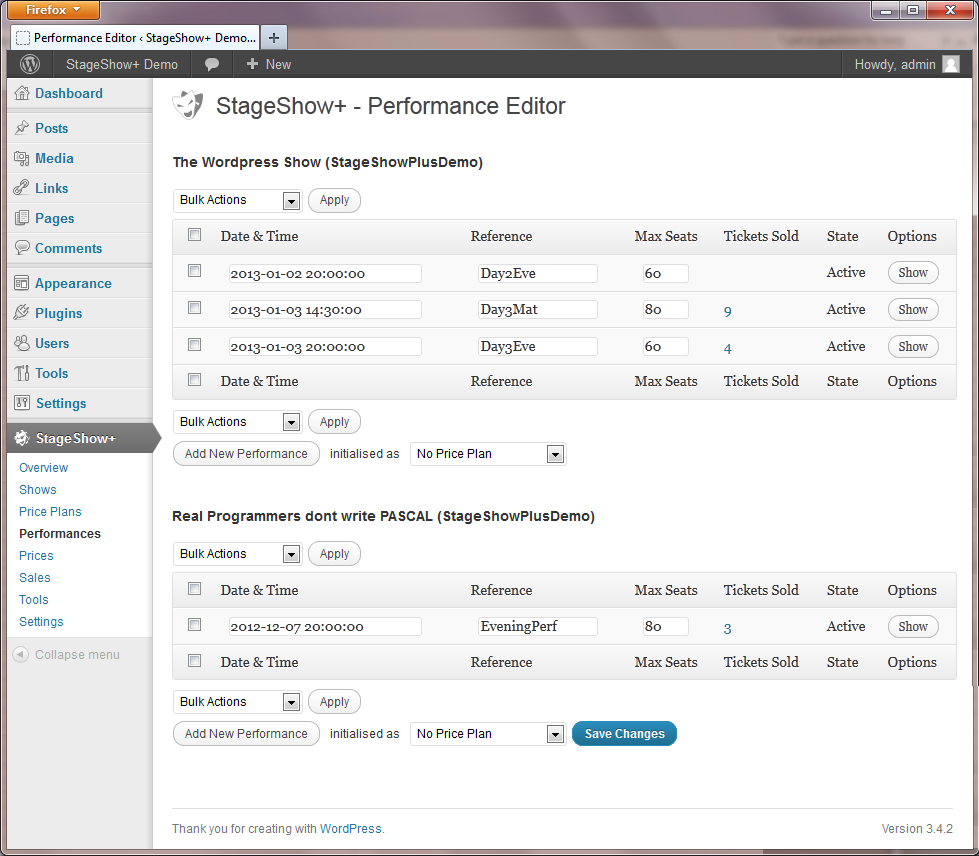 Firefox
Performance Editor ‹ StageShow+ Demo...
StageShow+ Demo
New
Howdy, admin
Dashboard
Posts
Media
Links
Pages
Comments
Appearance
Plugins
Users
Tools
Settings
StageShow+
Overview
Shows
Price Plans
Performances
Prices
Sales
Tools
Settings
Collapse menu
StageShow+ - Performance Editor
The Wordpress Show (StageShowPlusDemo)
Bulk Actions Apply
Date & Time Reference Max Seats Tickets Sold State Options
2013-01-02 20:00:00 Day2Eve 60 Active Show
2013-01-03 14:30:00 Day3Mat 80 9 Active Show
2013-01-03 20:00:00 Day3Eve 60 4 Active Show
Date & Time Reference Max Seats Tickets Sold State Options
Bulk Actions Apply
Add New Performance initialised as No Price Plan
Real Programmers dont write PASCAL (StageShowPlusDemo)
Bulk Actions Apply
Date & Time Reference Max Seats Tickets Sold State Options
2012-12-07 20:00:00 EveningPerf 80 3 Active Show
Date & Time Reference Max Seats Tickets Sold State Options
Bulk Actions Apply
Add New Performance initialised as No Price Plan Save Changes
Thank you for creating with WordPress. Version 3.4.2